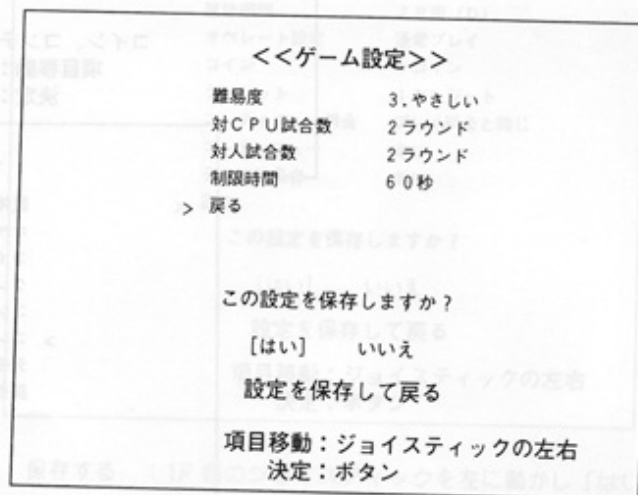 <<ゲーム設定>>
難易度 3.やさしい
対CPU試合数 2ラウンド
対人試合数 2ラウンド
制限時間 60秒
> 戻る
この設定を保存しますか?
[はい] いいえ
設定を保存して戻る
項目移動:ジョイスティックの左右
決定:ボタン